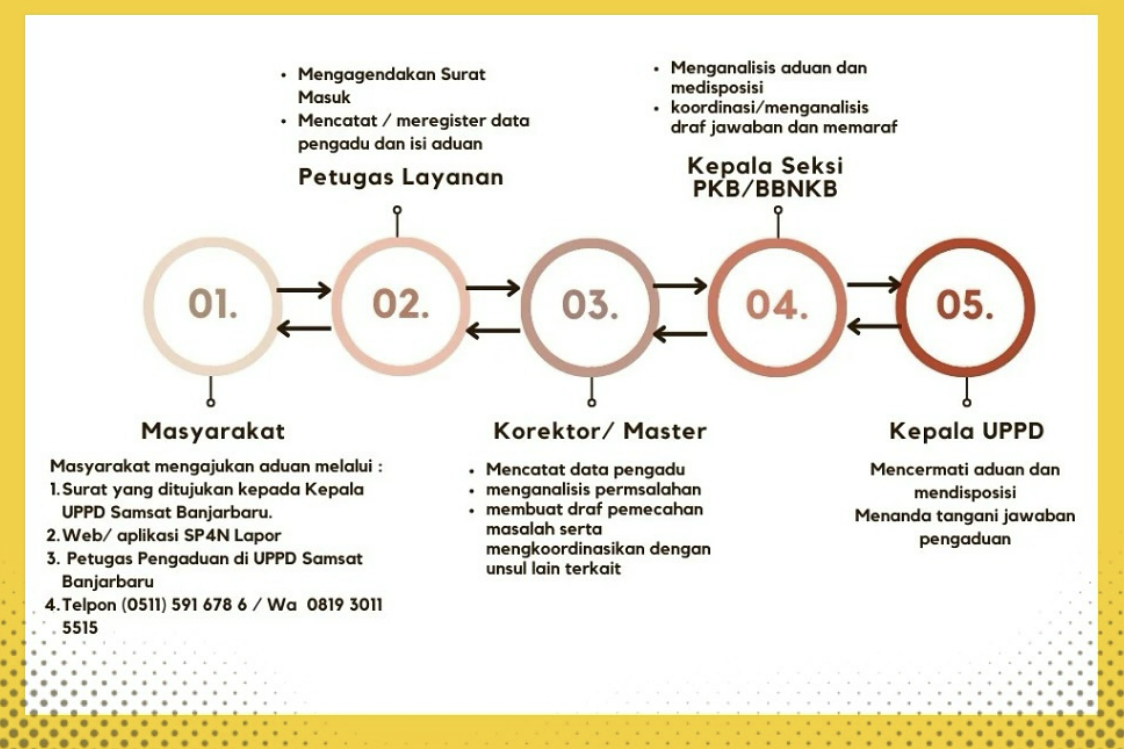 • Mengagendakan Surat
Masuk
• Mencatat / meregister data
pengadu dan isi aduan
Petugas Layanan
• Menganalisis aduan dan
medisposisi
• koordinasi/menganalisis
draf jawaban dan memaraf
Kepala Seksi
PKB/BBNKB
01.
02.
03.
04.
05.
Masyarakat
Masyarakat mengajukan aduan melalui :
1. Surat yang ditujukan kepada Kepala
UPPD Samsat Banjarbaru.
2. Web/ aplikasi SP4N Lapor
3. Petugas Pengaduan di UPPD Samsat
Banjarbaru
4. Telpon (0511) 591 678 6 / Wa 0819 3011
5515
Korektor/ Master
• Mencatat data pengadu
• menganalisis permsalahan
• membuat draf pemecahan
masalah serta
mengkoordinasikan dengan
unsul lain terkait
Kepala UPPD
Mencermati aduan dan
mendisposisi
Menanda tangani jawaban
pengaduan